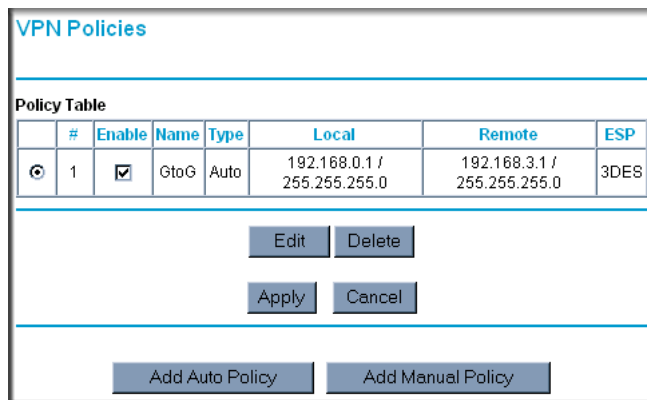 VPN Policies
Policy Table
# Enable Name Type Local Remote ESP
1 GtoG Auto 192.168.0.1 / 255.255.255.0 192.168.3.1 / 255.255.255.0 3DES
Edit Delete
Apply Cancel
Add Auto Policy Add Manual Policy